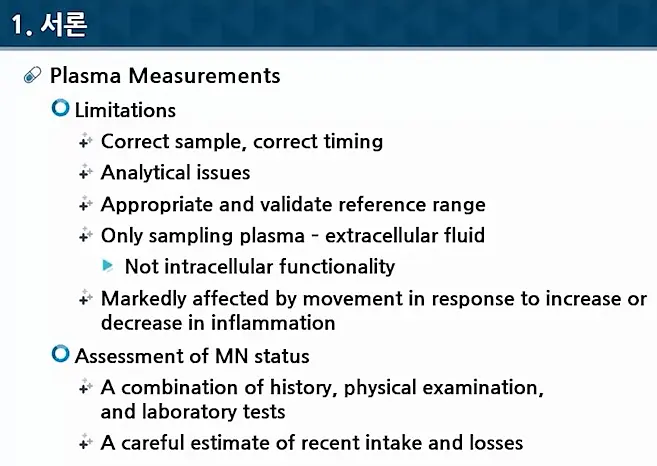 1. 서론
Plasma Measurements
Limitations
Correct sample, correct timing
Analytical issues
Appropriate and validate reference range
Only sampling plasma - extracellular fluid
Not intracellular functionality
Markedly affected by movement in response to increase or
decrease in inflammation
Assessment of MN status
A combination of history, physical examination,
and laboratory tests
A careful estimate of recent intake and losses